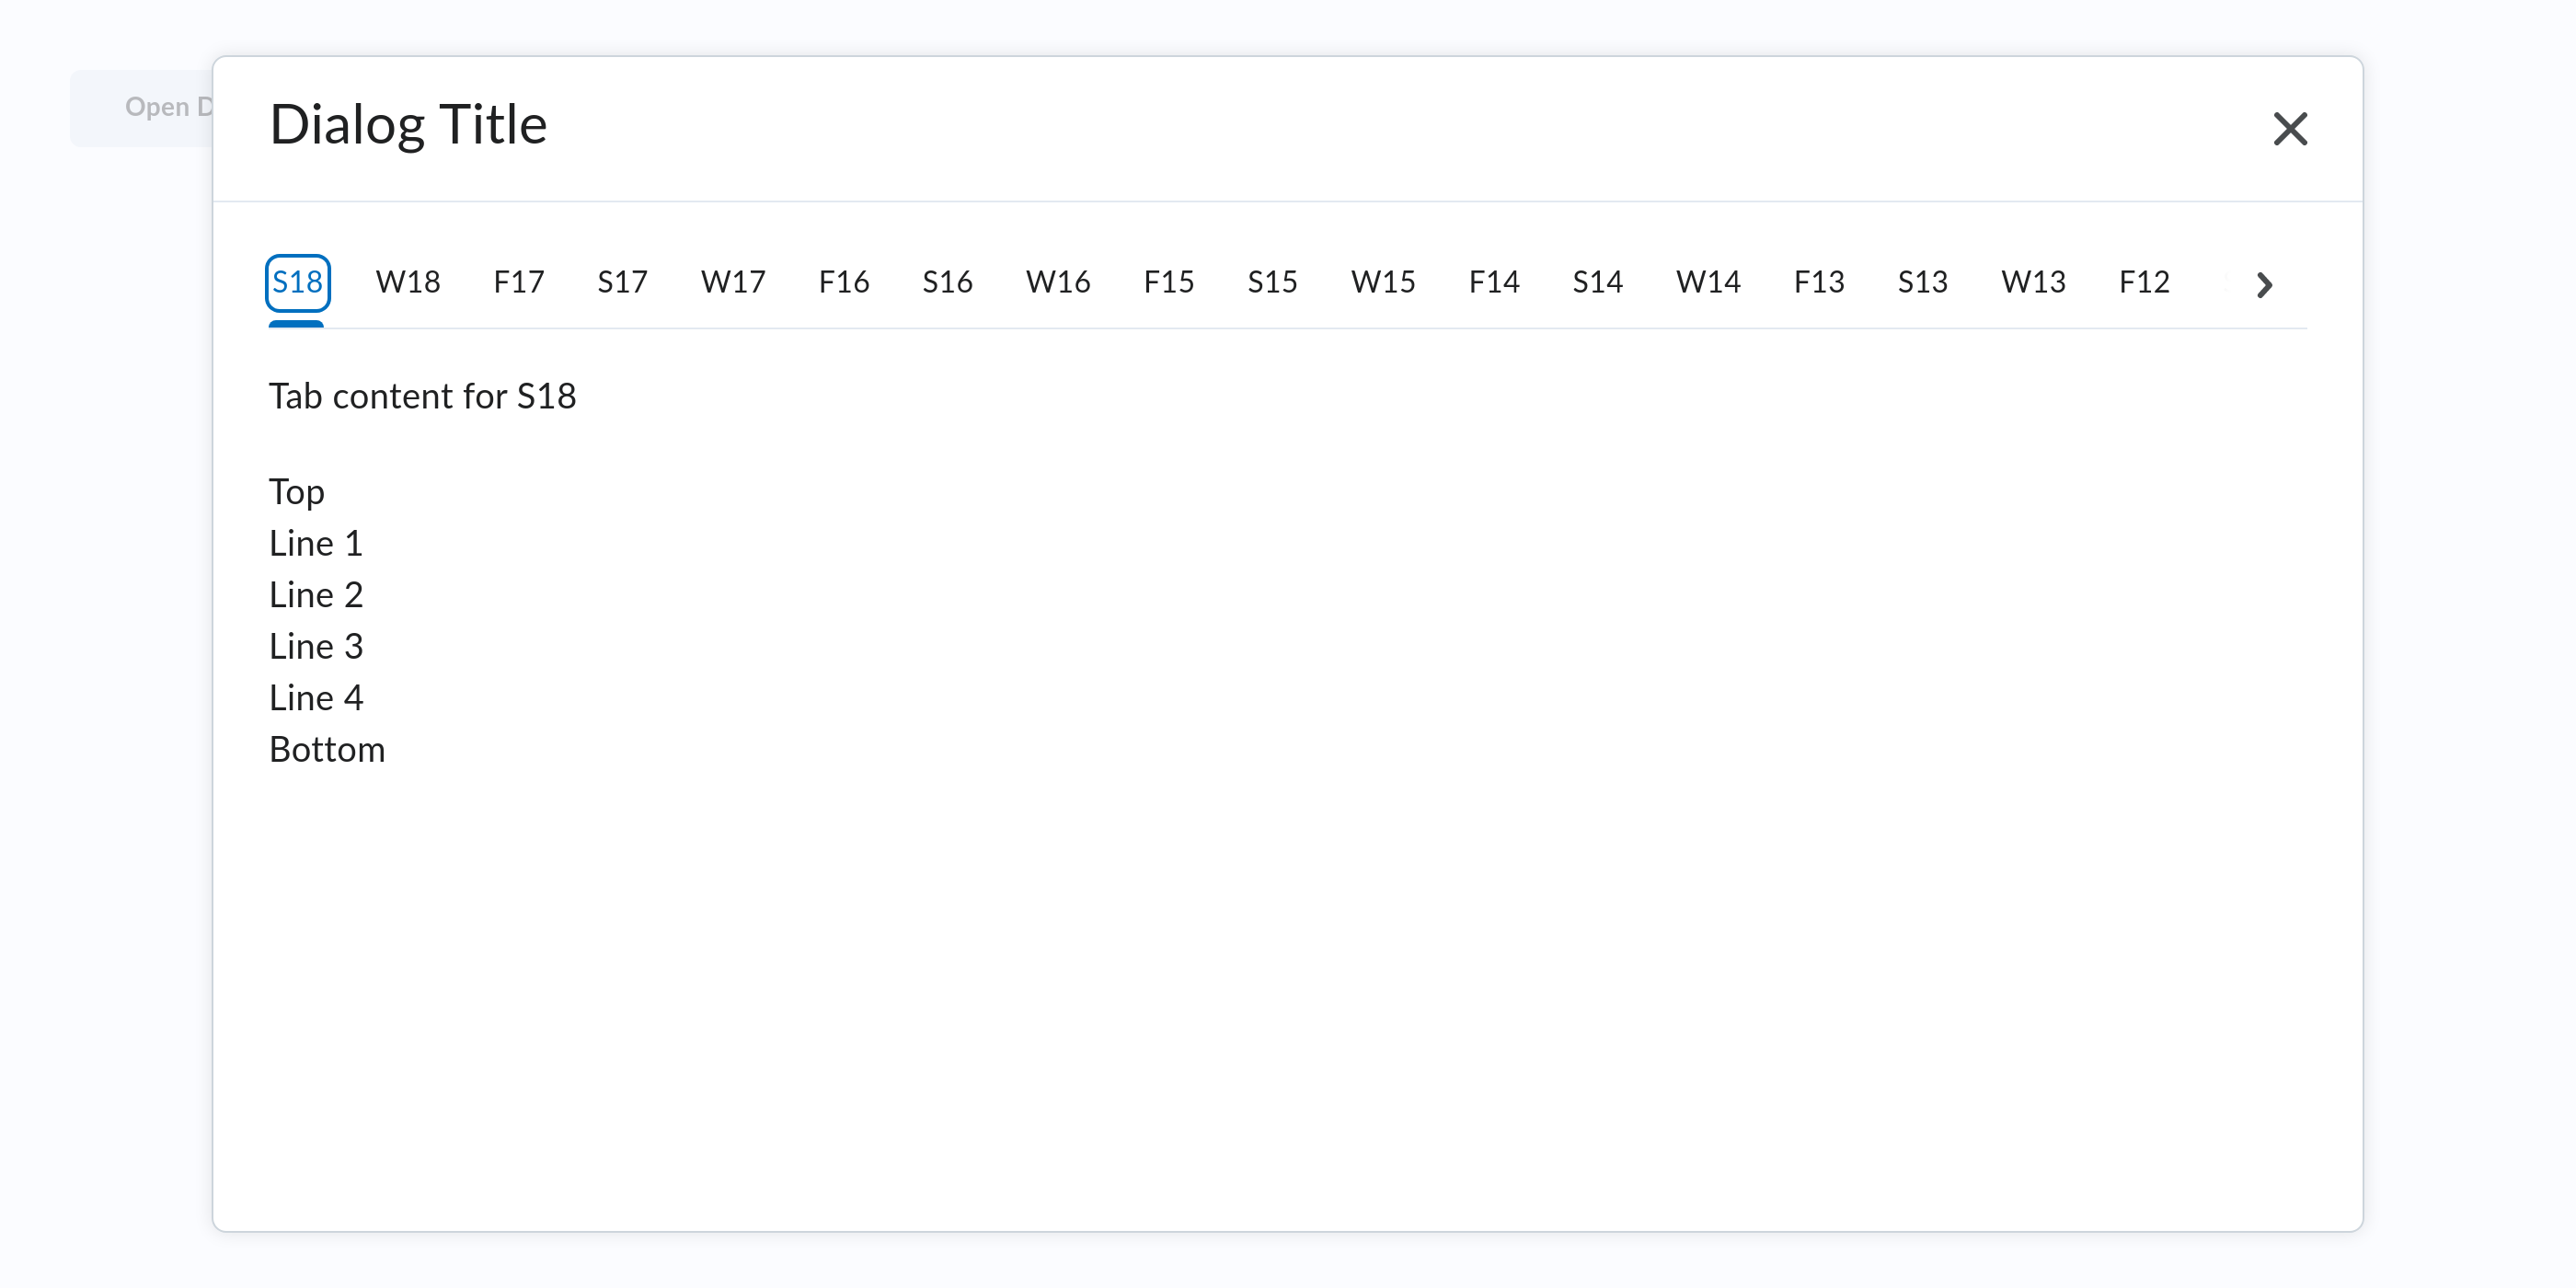 Open
Dialog Title
S18 W18 F17 S17 W17 F16 S16 W16 F15 S15 W15 F14 S14 W14 F13 S13 W13 F12
Tab content for S18
Top
Line 1
Line 2
Line 3
Line 4
Bottom